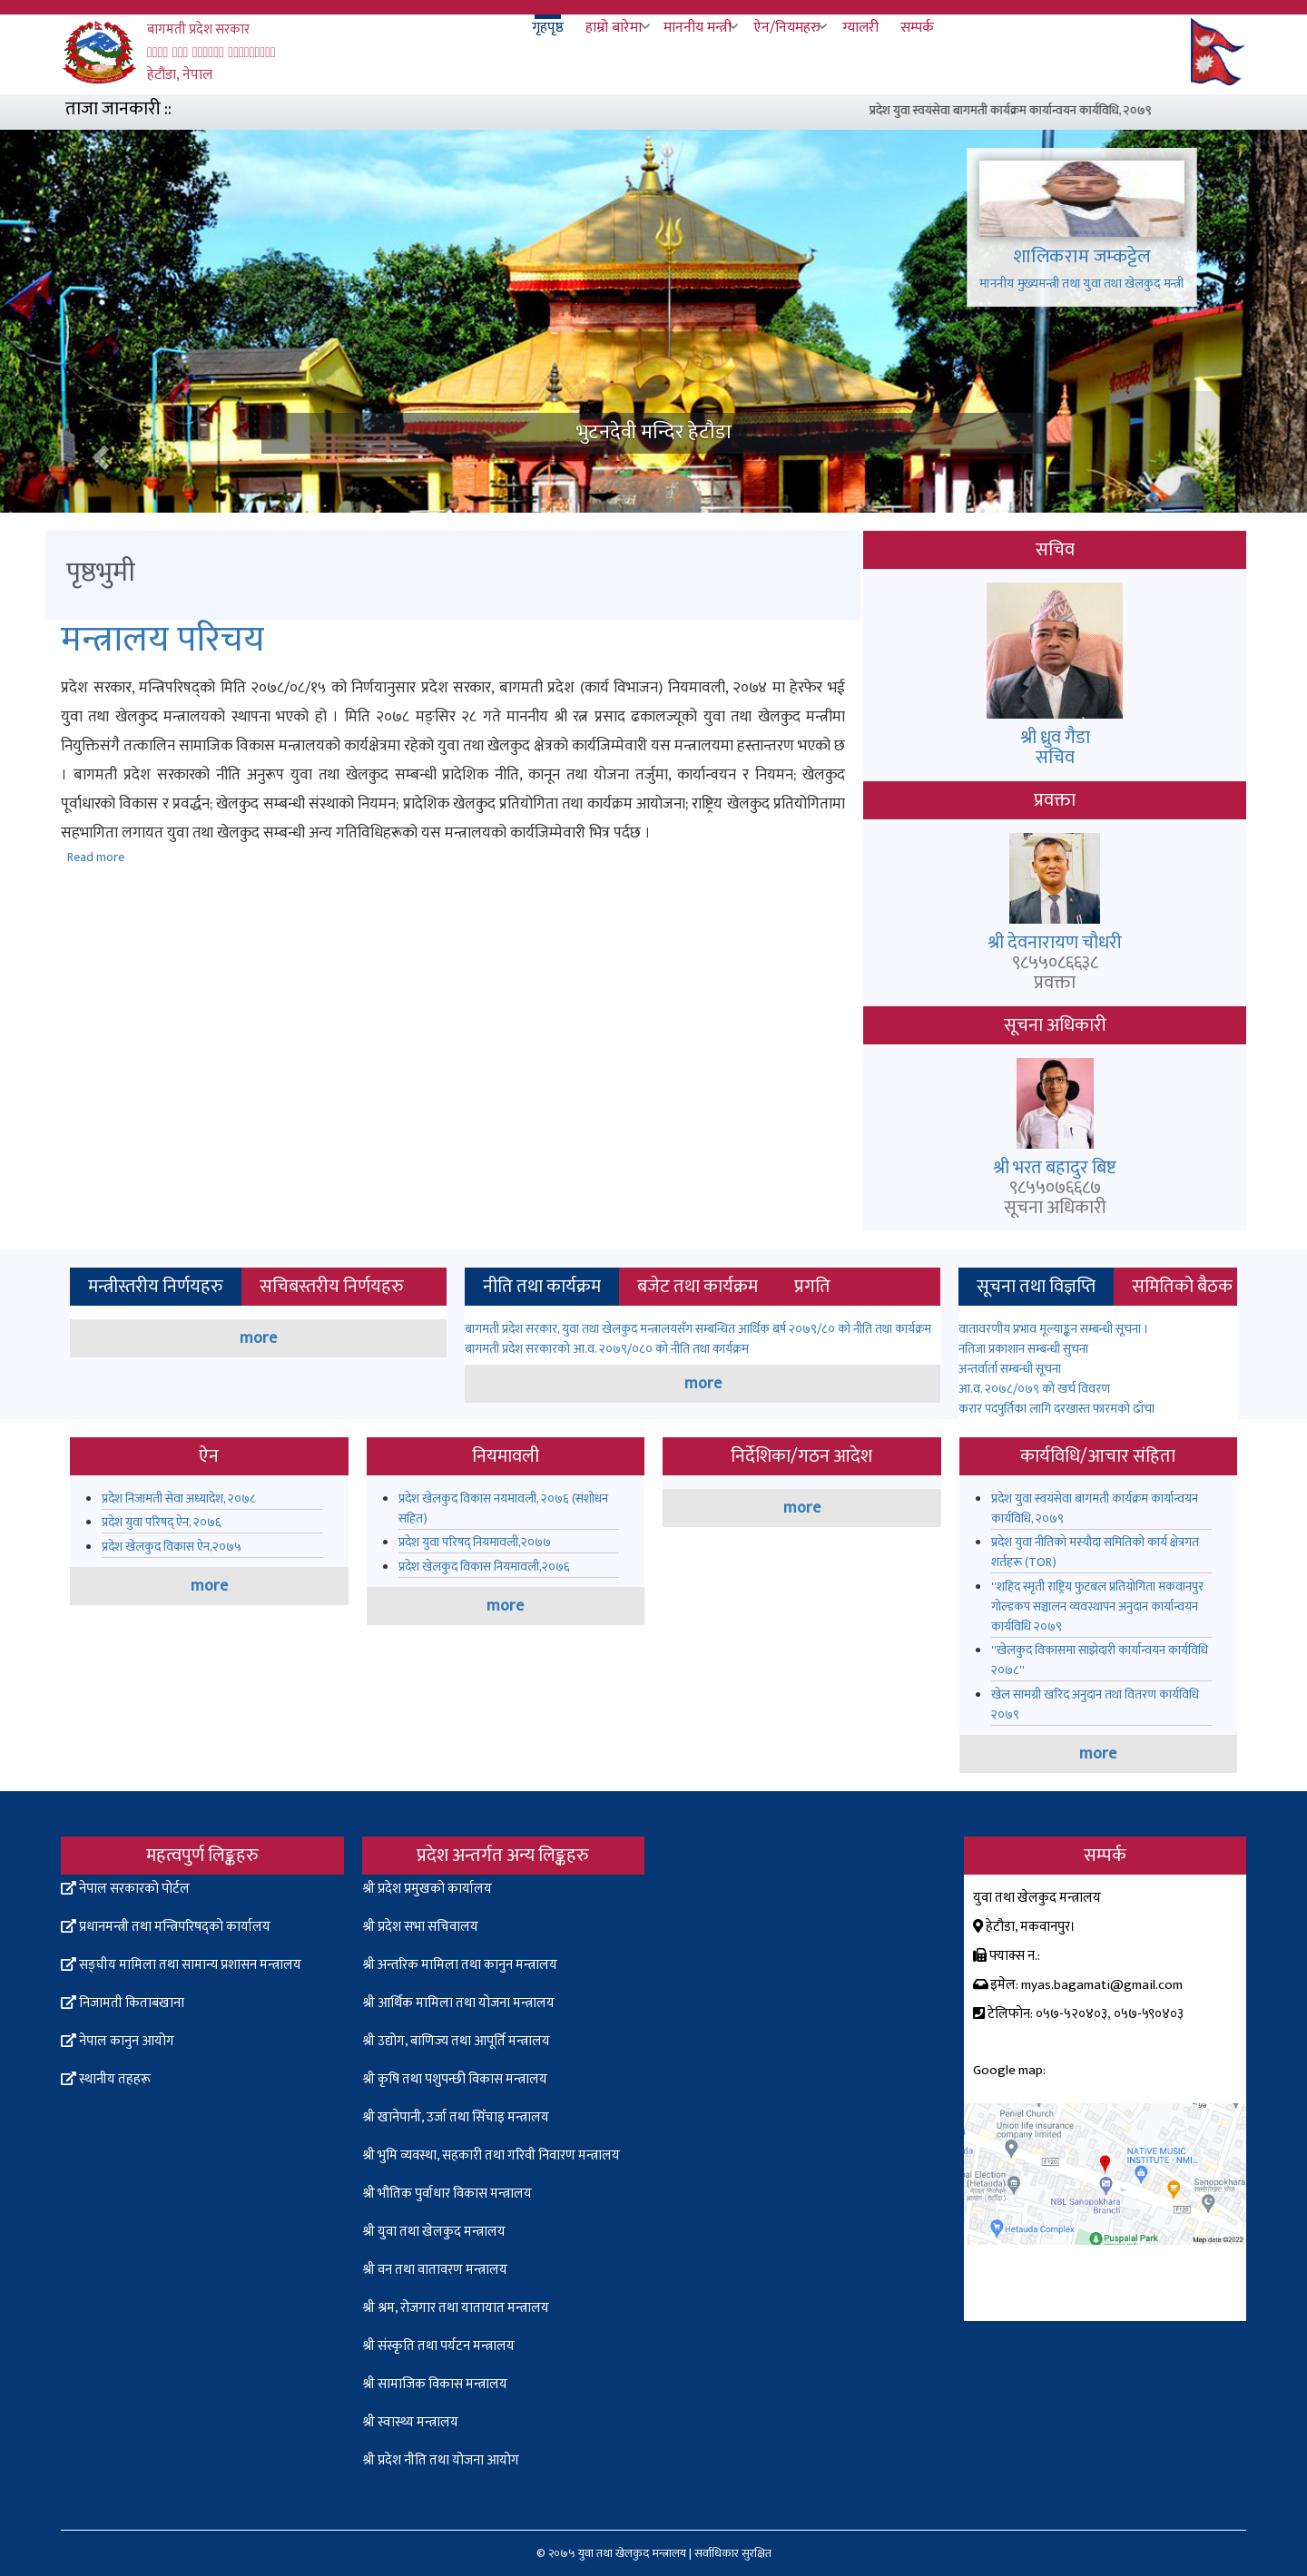 बागमती प्रदेश सरकार
हेटौंडा, नेपाल
गृहपृष्ठ हाम्रो बारेमा माननीय मन्त्री ऐन/नियमहरु ग्यालरी सम्पर्क
ताजा जानकारी ::
प्रदेश युवा स्वयंसेवा बागमती कार्यक्रम कार्यान्वयन कार्यविधि, २०७९
शालिकराम जम्कट्टेल
माननीय मुख्यमन्त्री तथा युवा तथा खेलकुद मन्त्री
भुटनदेवी मन्दिर हेटौडा
पृष्ठभुमी
मन्त्रालय परिचय
प्रदेश सरकार, मन्त्रिपरिषद्को मिति २०७८/०८/१५ को निर्णयानुसार प्रदेश सरकार, बागमती प्रदेश (कार्य विभाजन) नियमावली, २०७४ मा हेरफेर भई
युवा तथा खेलकुद मन्त्रालयको स्थापना भएको हो । मिति २०७८ मङ्सिर २८ गते माननीय श्री रत्न प्रसाद ढकालज्यूको युवा तथा खेलकुद मन्त्रीमा
नियुक्तिसंगै तत्कालिन सामाजिक विकास मन्त्रालयको कार्यक्षेत्रमा रहेको युवा तथा खेलकुद क्षेत्रको कार्यजिम्मेवारी यस मन्त्रालयमा हस्तान्तरण भएको छ
। बागमती प्रदेश सरकारको नीति अनुरूप युवा तथा खेलकुद सम्बन्धी प्रादेशिक नीति, कानून तथा योजना तर्जुमा, कार्यान्वयन र नियमन; खेलकुद
पूर्वाधारको विकास र प्रवर्द्धन; खेलकुद सम्बन्धी संस्थाको नियमन; प्रादेशिक खेलकुद प्रतियोगिता तथा कार्यक्रम आयोजना; राष्ट्रिय खेलकुद प्रतियोगितामा
सहभागिता लगायत युवा तथा खेलकुद सम्बन्धी अन्य गतिविधिहरूको यस मन्त्रालयको कार्यजिम्मेवारी भित्र पर्दछ ।
Read more
सचिव
श्री ध्रुव गैडा
सचिव
प्रवक्ता
श्री देवनारायण चौधरी
९८५५०८६६३८
प्रवक्ता
सूचना अधिकारी
श्री भरत बहादुर बिष्ट
९८५५०७६६८७
सूचना अधिकारी
मन्त्रीस्तरीय निर्णयहरु सचिबस्तरीय निर्णयहरु
more
नीति तथा कार्यक्रम बजेट तथा कार्यक्रम प्रगति
बागमती प्रदेश सरकार, युवा तथा खेलकुद मन्त्रालयसँग सम्बन्धित आर्थिक बर्ष २०७९/८० को नीति तथा कार्यक्रम
बागमती प्रदेश सरकारको आ.व. २०७९/०८० को नीति तथा कार्यक्रम
more
सूचना तथा विज्ञप्ति समितिको बैठक
वातावरणीय प्रभाव मूल्याङ्कन सम्बन्धी सूचना ।
नतिजा प्रकाशान सम्बन्धी सुचना
अन्तर्वार्ता सम्बन्धी सूचना
आ.व. २०७८/०७९ को खर्च विवरण
करार पदपुर्तिका लागि दरखास्त फारमको ढाँचा
ऐन
प्रदेश निजामती सेवा अध्यादेश, २०७८
प्रदेश युवा परिषद् ऐन, २०७६
प्रदेश खेलकुद विकास ऐन,२०७५
more
नियमावली
प्रदेश खेलकुद विकास नयमावली, २०७६ (संशोधन
सहित)
प्रदेश युवा परिषद् नियमावली,२०७७
प्रदेश खेलकुद विकास नियमावली,२०७६
more
निर्देशिका/गठन आदेश
more
कार्यविधि/आचार संहिता
प्रदेश युवा स्वयंसेवा बागमती कार्यक्रम कार्यान्वयन
कार्यविधि, २०७९
प्रदेश युवा नीतिको मस्यौदा समितिको कार्य क्षेत्रगत
शर्तहरू (TOR)
"शहिद स्मृती राष्ट्रिय फुटबल प्रतियोगिता मकवानपुर
गोल्डकप सञ्चालन व्यवस्थापन अनुदान कार्यान्वयन
कार्यविधि २०७९
"खेलकुद विकासमा साझेदारी कार्यान्वयन कार्यविधि
२०७८"
खेल सामग्री खरिद अनुदान तथा वितरण कार्यविधि
२०७९
more
महत्वपुर्ण लिङ्कहरु
नेपाल सरकारको पोर्टल
प्रधानमन्त्री तथा मन्त्रिपरिषद्को कार्यालय
सङ्घीय मामिला तथा सामान्य प्रशासन मन्त्रालय
निजामती किताबखाना
नेपाल कानुन आयोग
स्थानीय तहहरू
प्रदेश अन्तर्गत अन्य लिङ्कहरु
श्री प्रदेश प्रमुखको कार्यालय
श्री प्रदेश सभा सचिवालय
श्री अन्तरिक मामिला तथा कानुन मन्त्रालय
श्री आर्थिक मामिला तथा योजना मन्त्रालय
श्री उद्योग, बाणिज्य तथा आपूर्ति मन्त्रालय
श्री कृषि तथा पशुपन्छी विकास मन्त्रालय
श्री खानेपानी, उर्जा तथा सिँचाइ मन्त्रालय
श्री भुमि व्यवस्था, सहकारी तथा गरिवी निवारण मन्त्रालय
श्री भौतिक पुर्वाधार विकास मन्त्रालय
श्री युवा तथा खेलकुद मन्त्रालय
श्री वन तथा वातावरण मन्त्रालय
श्री श्रम, रोजगार तथा यातायात मन्त्रालय
श्री संस्कृति तथा पर्यटन मन्त्रालय
श्री सामाजिक विकास मन्त्रालय
श्री स्वास्थ्य मन्त्रालय
श्री प्रदेश नीति तथा योजना आयोग
सम्पर्क
युवा तथा खेलकुद मन्त्रालय
हेटौडा, मकवानपुर।
फ्याक्स न.:
इमेल: myas.bagamati@gmail.com
टेलिफोन: ०५७-५२०४०३, ०५७-५९०४०३
Google map:
Peniel Church
Union life insurance
company limited
F120
NATIVE MUSIC
INSTITUTE - NMI...
al Election
(Hetauda)
Sanopokhara
NBL Sanopokhara
Branch
F120
Hetauda Complex
Puspalal Park
Map data ©2022
© २०७५ युवा तथा खेलकुद मन्त्रालय | सर्वाधिकार सुरक्षित